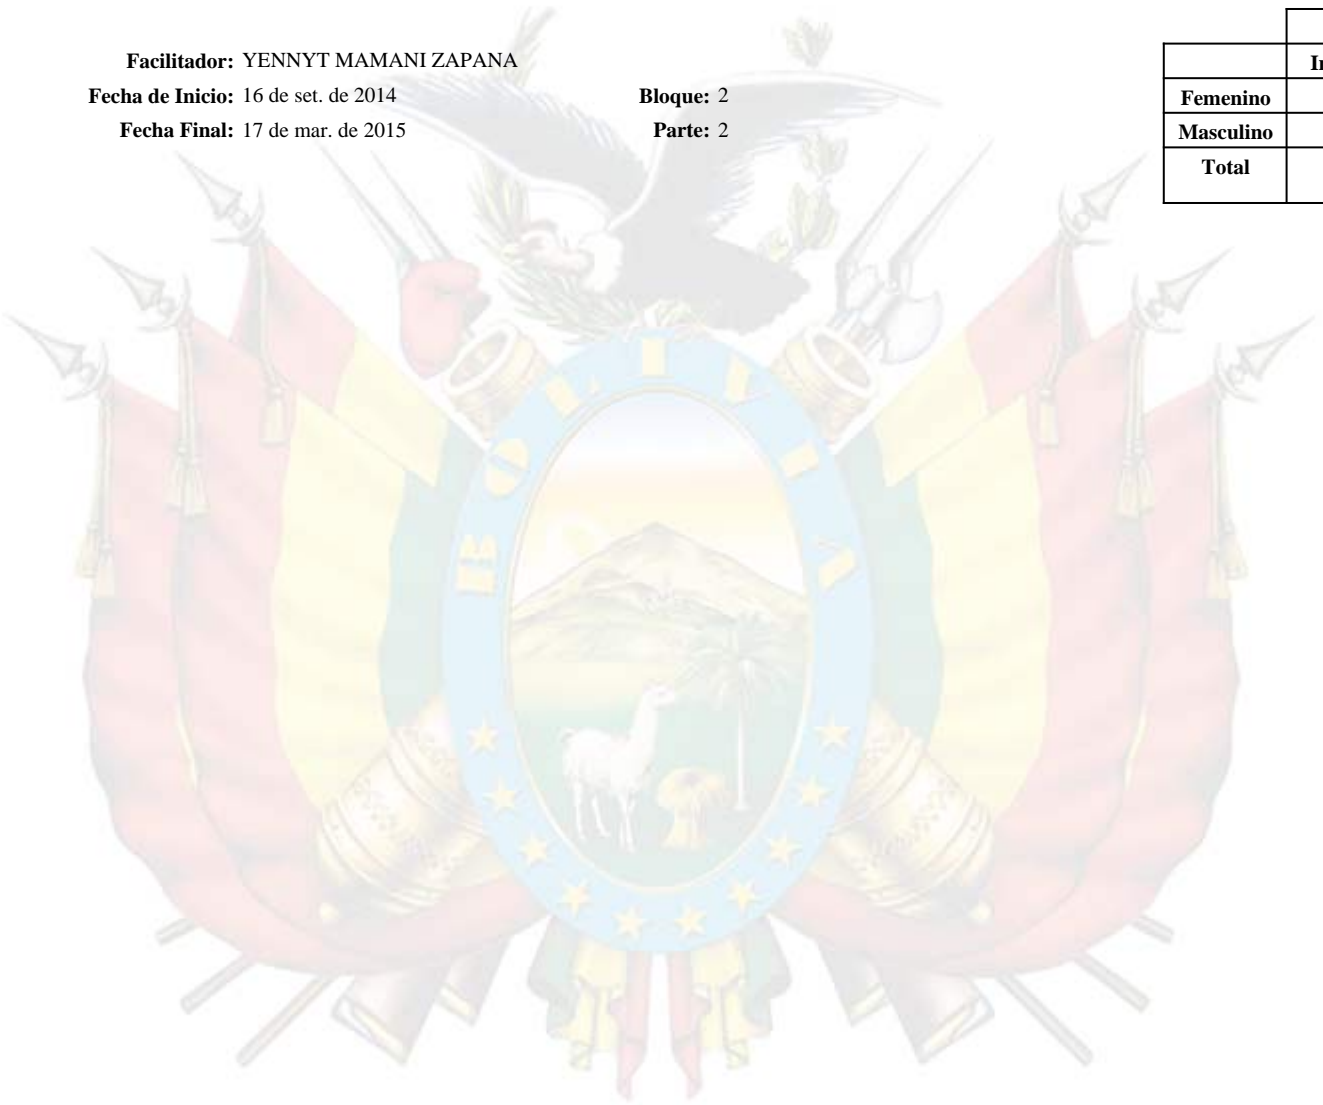 Facilitador: YENNYT MAMANI ZAPANA
Fecha de Inicio: 16 de set. de 2014 Bloque: 2
Fecha Final: 17 de mar. de 2015 Parte: 2
Femenino
Masculino
Total
BOLIVIA